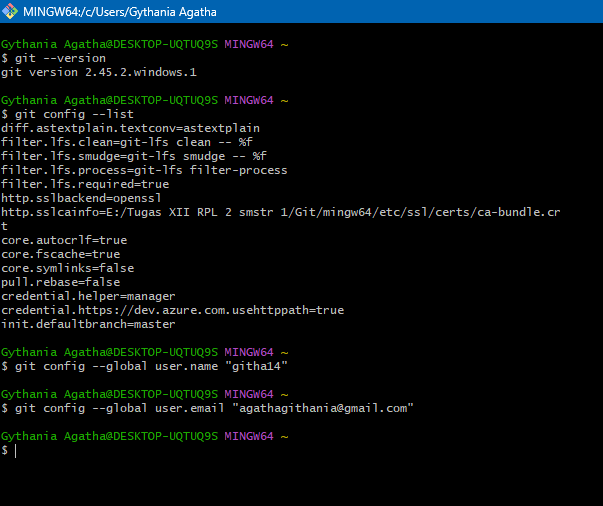 MINGW64:/c/Users/Gythania Agatha
Gythania Agatha@DESKTOP-UQTUQ9S MINGW64 ~
$ git --version
git version 2.45.2.windows.1
Gythania Agatha@DESKTOP-UQTUQ9S MINGW64 ~
$ git config --list
diff.astextplain.textconv=astextplain
filter.lfs.clean=git-lfs clean -- %f
filter.lfs.smudge=git-lfs smudge -- %f
filter.lfs.process=git-lfs filter-process
filter.lfs.required=true
http.sslbackend=openssl
http.sslcainfo=E:/Tugas XII RPL 2 smstr 1/Git/mingw64/etc/ssl/certs/ca-bundle.cr
t
core.autocrlf=true
core.fscache=true
core.symlinks=false
pull.rebase=false
credential.helper=manager
credential.https://dev.azure.com.usehttppath=true
init.defaultbranch=master
Gythania Agatha@DESKTOP-UQTUQ9S MINGW64 ~
$ git config --global user.name "githa14"
Gythania Agatha@DESKTOP-UQTUQ9S MINGW64 ~
$ git config --global user.email "agathagithania@gmail.com"
Gythania Agatha@DESKTOP-UQTUQ9S MINGW64 ~
$